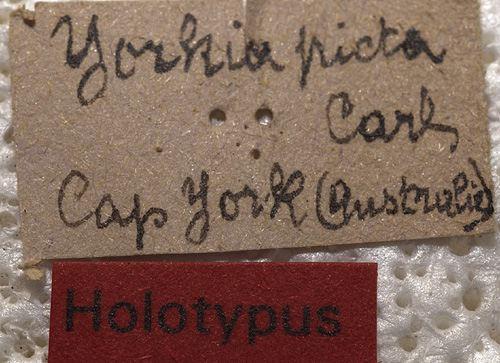 Yorkia picta
Carl
Cap York (Australie)
Holotypus